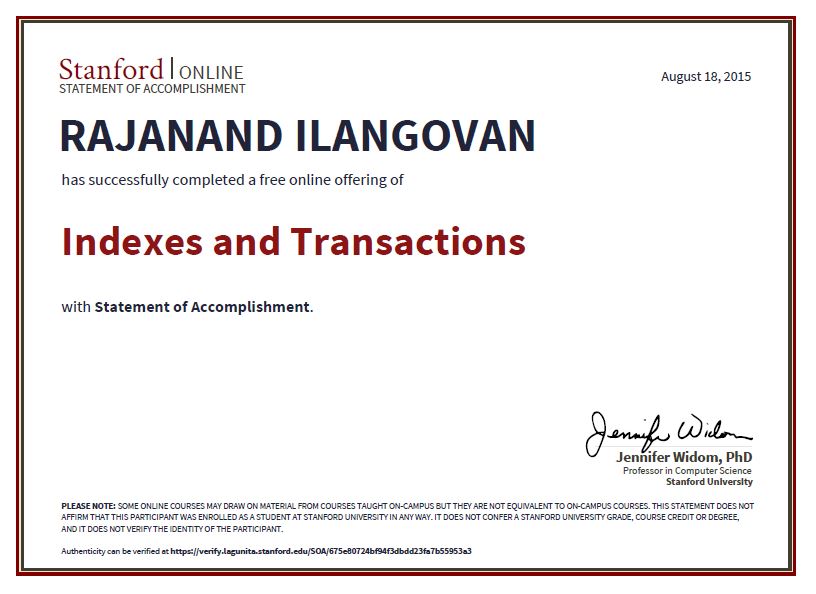 Stanford | ONLINE
August 18, 2015
STATEMENT OF ACCOMPLISHMENT
RAJANAND ILANGOVAN
has successfully completed a free online offering of
Indexes and Transactions
with Statement of Accomplishment.
Jennifer Widom
Jennifer Widom, PhD
Professor in Computer Science
Stanford University
PLEASE NOTE: SOME ONLINE COURSES MAY DRAW ON MATERIAL FROM COURSES TAUGHT ON-CAMPUS BUT THEY ARE NOT EQUIVALENT TO ON-CAMPUS COURSES. THIS STATEMENT DOES NOT
AFFIRM THAT THIS PARTICIPANT WAS ENROLLED AS A STUDENT AT STANFORD UNIVERSITY IN ANY WAY. IT DOES NOT CONFER A STANFORD UNIVERSITY GRADE, COURSE CREDIT OR DEGREE,
AND IT DOES NOT VERIFY THE IDENTITY OF THE PARTICIPANT.
Authenticity can be verified at https://verify.lagunita.stanford.edu/SOA/675e80724bf94f3dbdd23fa7b55953a3